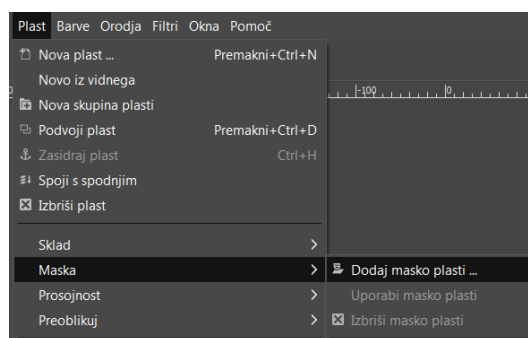 Plast Barve Orodja Filtri Okna Pomoč
Nova plast ... Premakni+Ctrl+N
Novo iz vidnega
Nova skupina plasti
Podvoji plast Premakni+Ctrl+D
Zasidraj plast Ctrl+H
Spoji s spodnjim
Izbriši plast
Sklad
Maska
Prosojnost
Preoblikuj
-100 0
Dodaj masko plasti ...
Uporabi masko plasti
Izbriši masko plasti